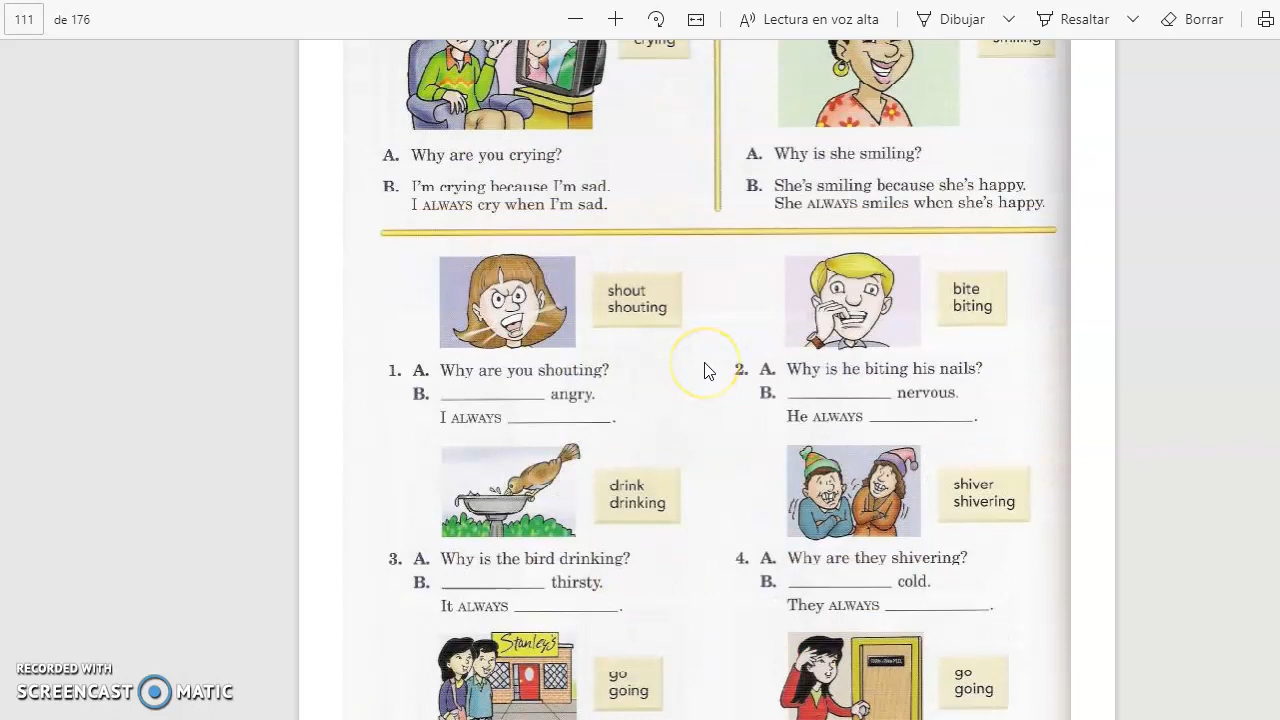 111 de 176 Lectura en voz alta Dibujar Resaltar Borrar
crying
smiling
A. Why are you crying?
B. I'm crying because I'm sad.
I ALWAYS cry when I'm sad.
A. Why is she smiling?
B. She's smiling because she's happy.
She ALWAYS smiles when she's happy.
shout
shouting
1. A. Why are you shouting?
B. ____________ angry.
I ALWAYS ____________.
bite
biting
2. A. Why is he biting his nails?
B. ____________ nervous.
He ALWAYS ____________.
drink
drinking
3. A. Why is the bird drinking?
B. ____________ thirsty.
It ALWAYS ____________.
shiver
shivering
4. A. Why are they shivering?
B. ____________ cold.
They ALWAYS ____________.
Stanley's
go
going
go
going
RECORDED WITH
SCREENCAST MATIC